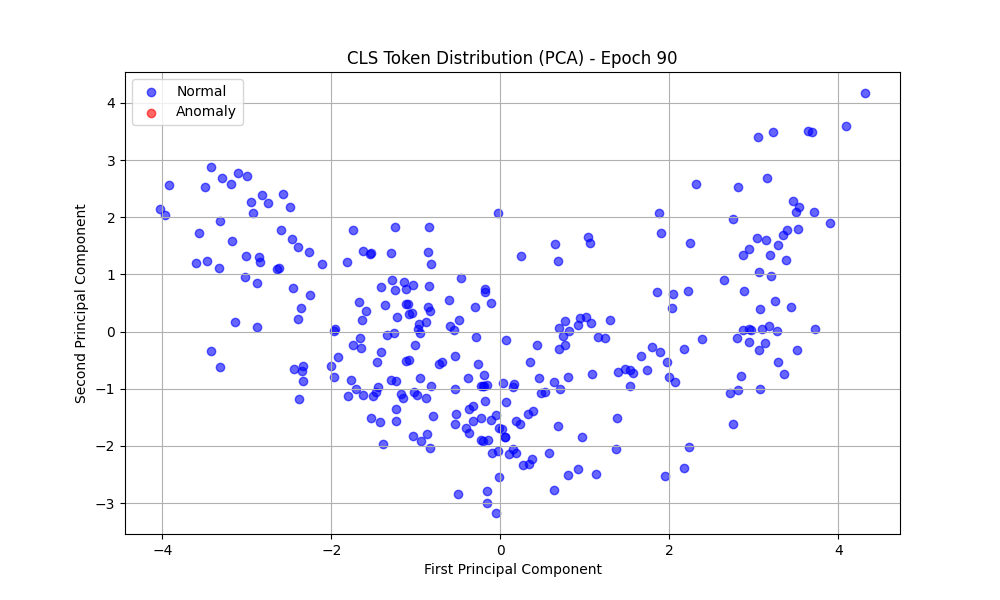 CLS Token Distribution (PCA) - Epoch 90
Normal
Anomaly
4
3
2
1
0
−1
−2
−3
Second Principal Component
−4
−2
0
2
4
First Principal Component